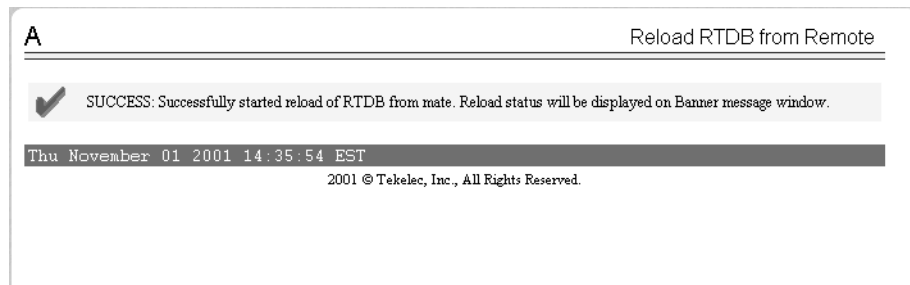 A Reload RTDB from Remote
SUCCESS: Successfully started reload of RTDB from mate. Reload status will be displayed on Banner message window.
Thu November 01 2001 14:35:54 EST
2001 © Tekelec, Inc., All Rights Reserved.